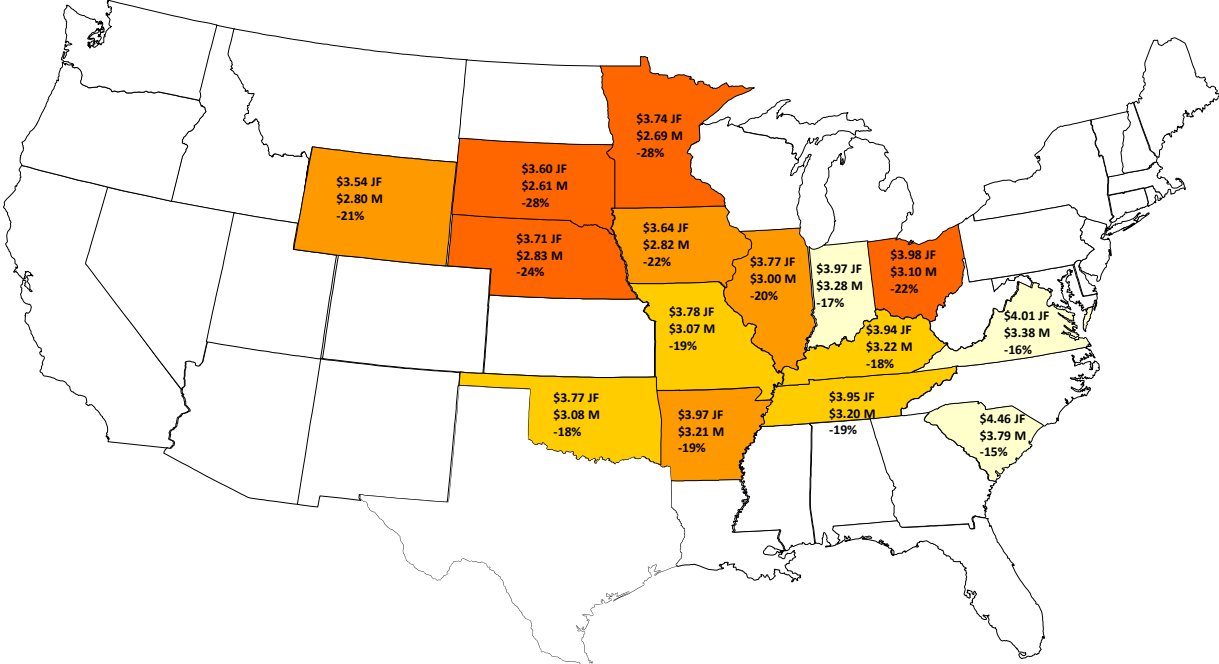 $3.74 JF
$2.69 M
-28%
$3.60 JF
$2.61 M
-28%
$3.54 JF
$2.80 M
-21%
$3.71 JF
$2.83 M
-24%
$3.64 JF
$2.82 M
-22%
$3.77 JF
$3.00 M
-20%
$3.97 JF
$3.28 M
-17%
$3.98 JF
$3.10 M
-22%
$4.01 JF
$3.38 M
-16%
$3.78 JF
$3.07 M
-19%
$3.94 JF
$3.22 M
-18%
$3.77 JF
$3.08 M
-18%
$3.97 JF
$3.21 M
-19%
$3.95 JF
$3.20 M
-19%
$4.46 JF
$3.79 M
-15%